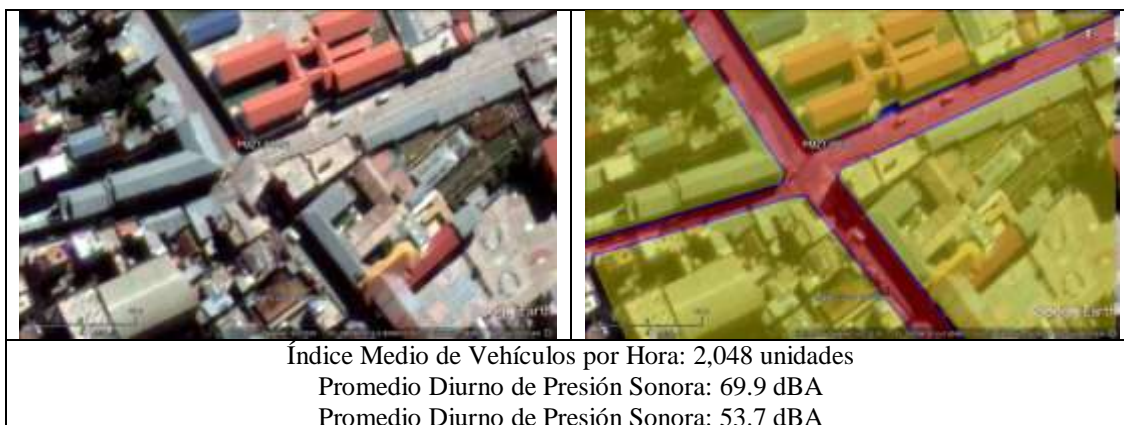 Índice Medio de Vehículos por Hora: 2,048 unidades
Promedio Diurno de Presión Sonora: 69.9 dBA
Promedio Diurno de Presión Sonora: 53.7 dBA